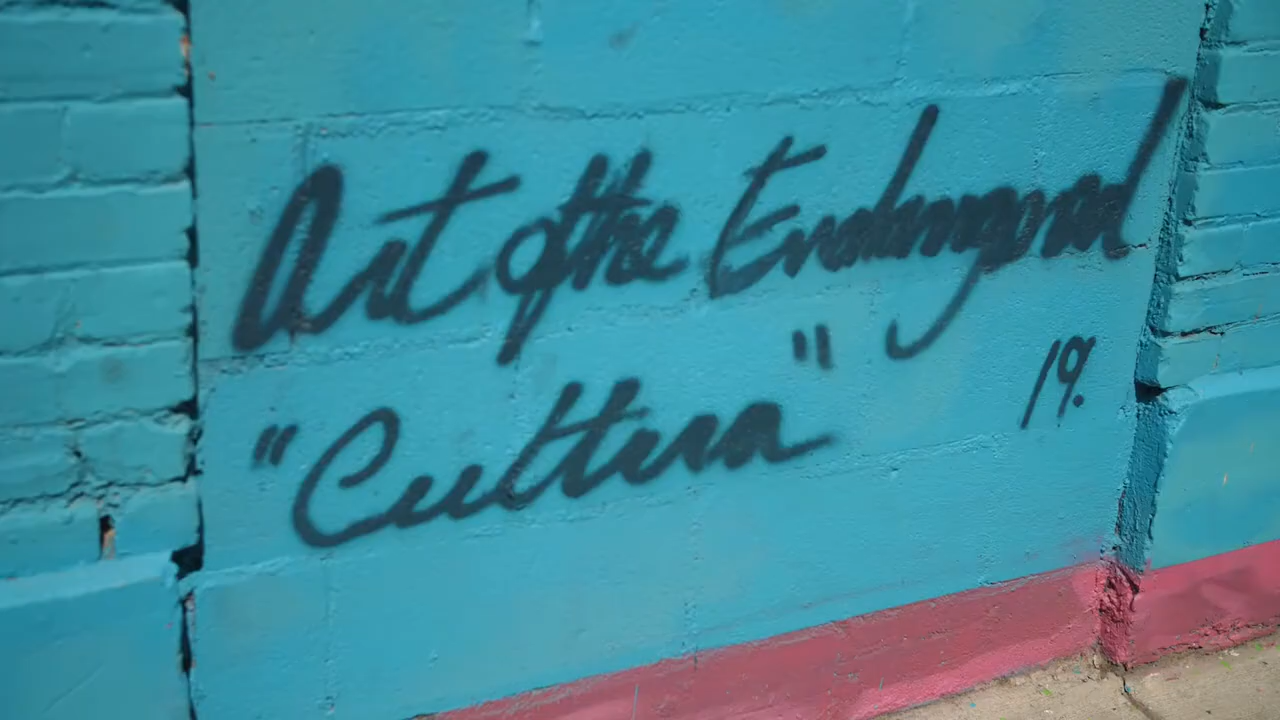 Art of the Endangered
"Cultura" 19.